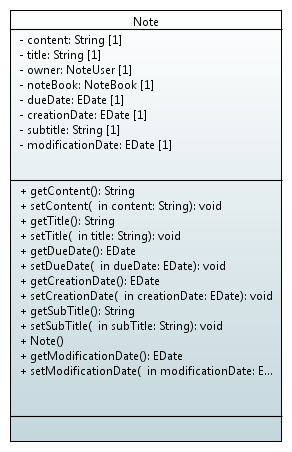 Note
- content: String [1]
- title: String [1]
- owner: NoteUser [1]
- noteBook: NoteBook [1]
- dueDate: EDate [1]
- creationDate: EDate [1]
- subtitle: String [1]
- modificationDate: EDate [1]
+ getContent(): String
+ setContent(  in content: String): void
+ getTitle(): String
+ setTitle(  in title: String): void
+ getDueDate(): EDate
+ setDueDate(  in dueDate: EDate): void
+ getCreationDate(): EDate
+ setCreationDate(  in creationDate: EDate): void
+ getSubTitle(): String
+ setSubTitle(  in subTitle: String): void
+ Note()
+ getModificationDate(): EDate
+ setModificationDate(  in modificationDate: E...